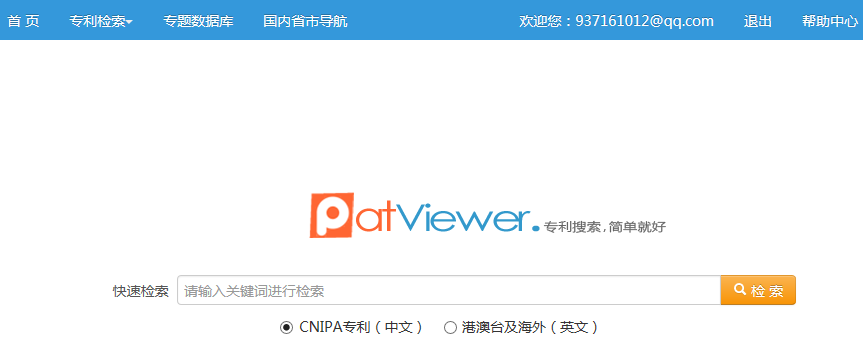 首 页 专利检索 专题数据库 国内省市导航 欢迎您：937161012@qq.com 退出 帮助中心
PatViewer. 专利搜索,简单就好
快速检索 请输入关键词进行检索 检 索
CNIPA专利（中文） 港澳台及海外（英文）